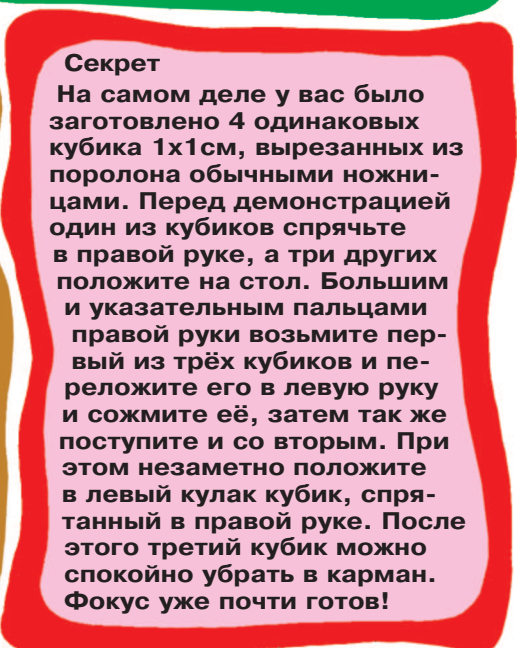 Секрет
На самом деле у вас было
заготовлено 4 одинаковых
кубика 1х1см, вырезанных из
поролона обычными ножни-
цами. Перед демонстрацией
один из кубиков спрячьте
в правой руке, а три других
положите на стол. Большим
и указательным пальцами
правой руки возьмите пер-
вый из трёх кубиков и пе-
реложите его в левую руку
и сожмите её, затем так же
поступите и со вторым. При
этом незаметно положите
в левый кулак кубик, спря-
танный в правой руке. После
этого третий кубик можно
спокойно убрать в карман.
Фокус уже почти готов!